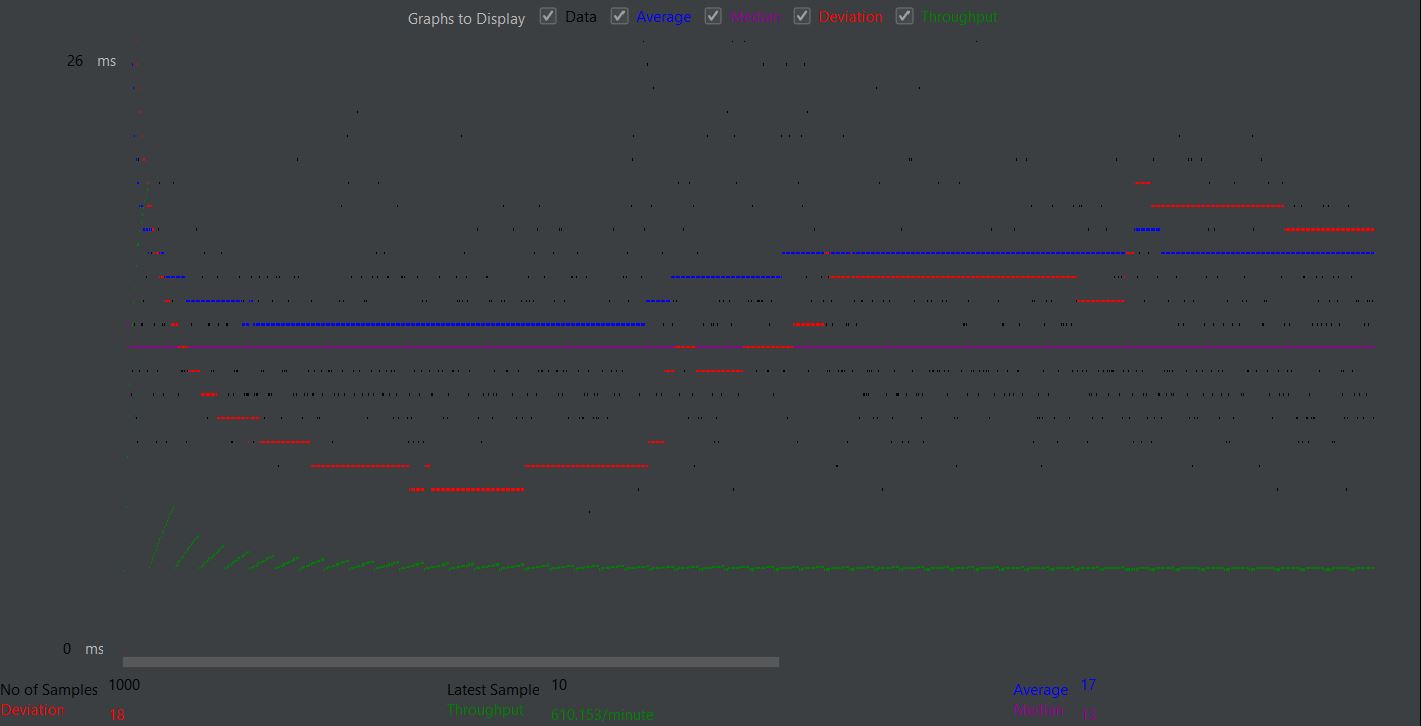 Graphs to Display Data Average Median Deviation Throughput
26 ms
0 ms
No of Samples 1000 Latest Sample 10 Average 17
Deviation 18 Throughput 610.153/minute Median 13